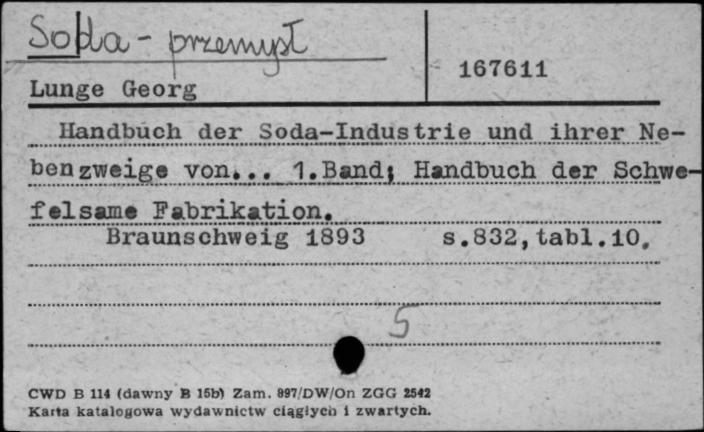 Soda - przemysł
167611
Lunge Georg
Handbuch der Soda-Industrie und ihrer Ne-
benzweige von... 1.Band; Handbuch der Schwe-
felsame Fabrikation.
Braunschweig 1893 s.832,tabl.10.
5
CWD B 114 (dawny B 15b) Zam. 897/DW/On ZGG 2542
Karta katalogowa wydawnictw ciągłych i zwartych.